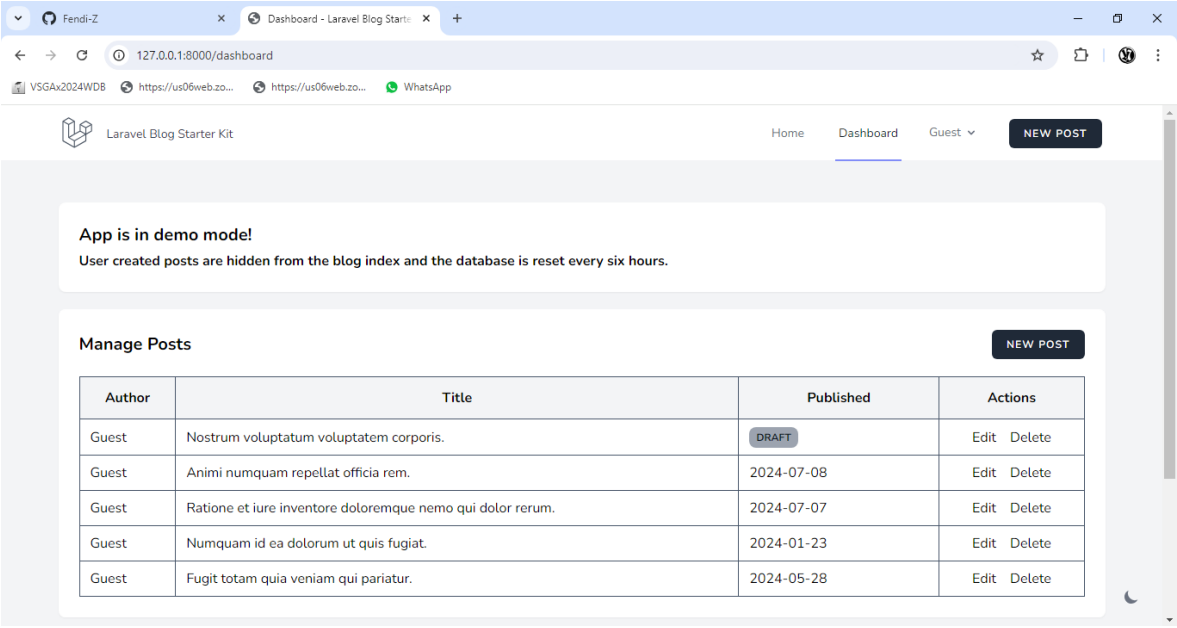 Fendi-Z
Dashboard - Laravel Blog Starte
127.0.0.1:8000/dashboard
VSGAx2024WDB https://us06web.zo... https://us06web.zo... WhatsApp
Laravel Blog Starter Kit Home Dashboard Guest NEW POST
App is in demo mode!
User created posts are hidden from the blog index and the database is reset every six hours.
Manage Posts NEW POST
Author Title Published Actions
Guest Nostrum voluptatum voluptatem corporis. DRAFT Edit Delete
Guest Animi numquam repellat officia rem. 2024-07-08 Edit Delete
Guest Ratione et iure inventore doloremque nemo qui dolor rerum. 2024-07-07 Edit Delete
Guest Numquam id ea dolorum ut quis fugiat. 2024-01-23 Edit Delete
Guest Fugit totam quia veniam qui pariatur. 2024-05-28 Edit Delete